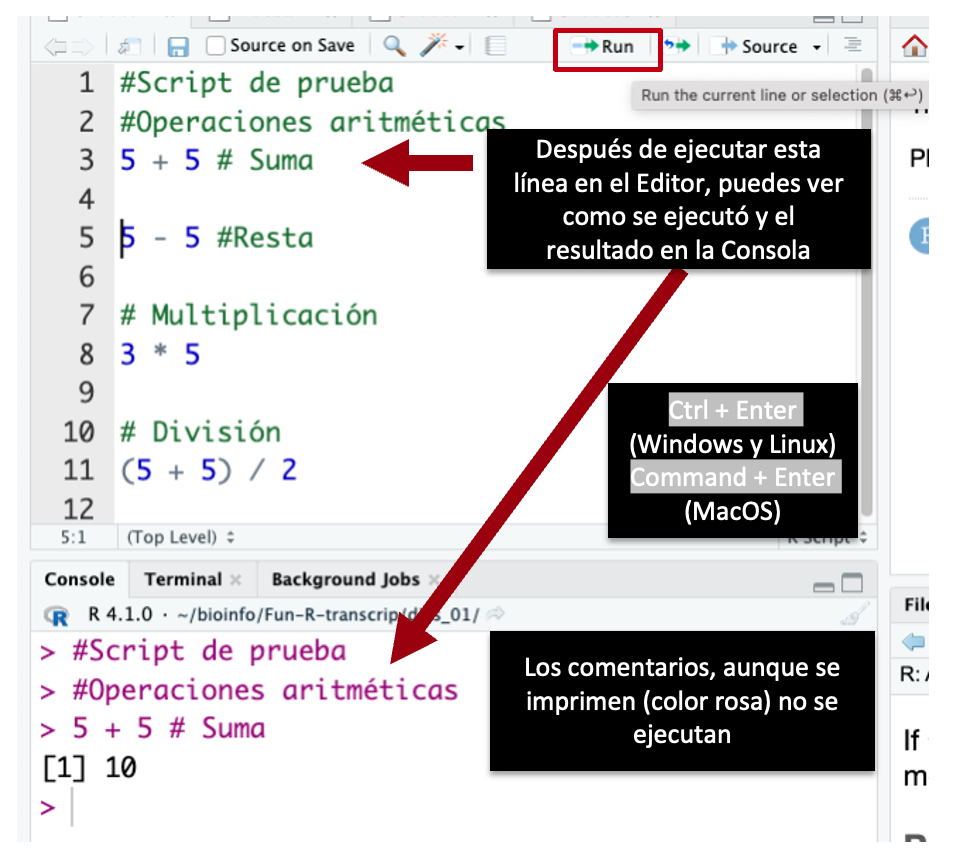 Source on Save
Run
Source
Run the current line or selection (⌘↩)
1 #Script de prueba
2 #Operaciones aritméticas
3 5 + 5 # Suma
4
5 5 - 5 #Resta
6
7 # Multiplicación
8 3 * 5
9
10 # División
11 (5 + 5) / 2
12
Después de ejecutar esta
línea en el Editor, puedes ver
como se ejecutó y el
resultado en la Consola
Ctrl + Enter
(Windows y Linux)
Command + Enter
(MacOS)
5:1 (Top Level) R Script
Console Terminal Background Jobs
R 4.1.0 · ~/bioinfo/Fun-R-transcrip/ _01/
> #Script de prueba
> #Operaciones aritméticas
> 5 + 5 # Suma
[1] 10
>
Los comentarios, aunque se
imprimen (color rosa) no se
ejecutan
R:
If